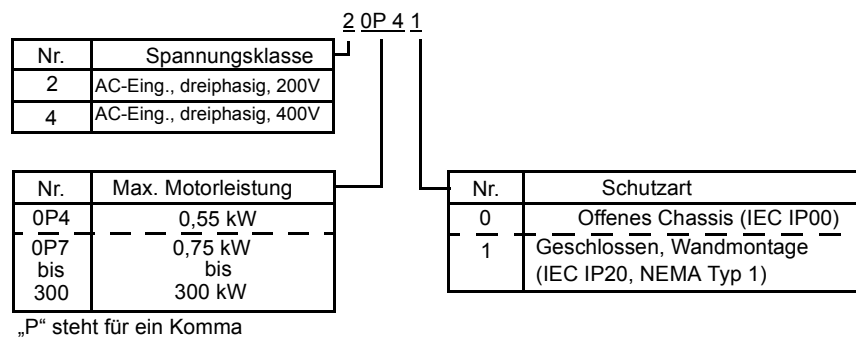 2 0P 4 1
Nr. Spannungsklasse
2 AC-Eing., dreiphasig, 200V
4 AC-Eing., dreiphasig, 400V
Nr. Max. Motorleistung
0P4 0,55 kW
0P7 0,75 kW
bis bis
300 300 kW
„P“ steht für ein Komma
Nr. Schutzart
0 Offenes Chassis (IEC IP00)
1 Geschlossen, Wandmontage
(IEC IP20, NEMA Typ 1)